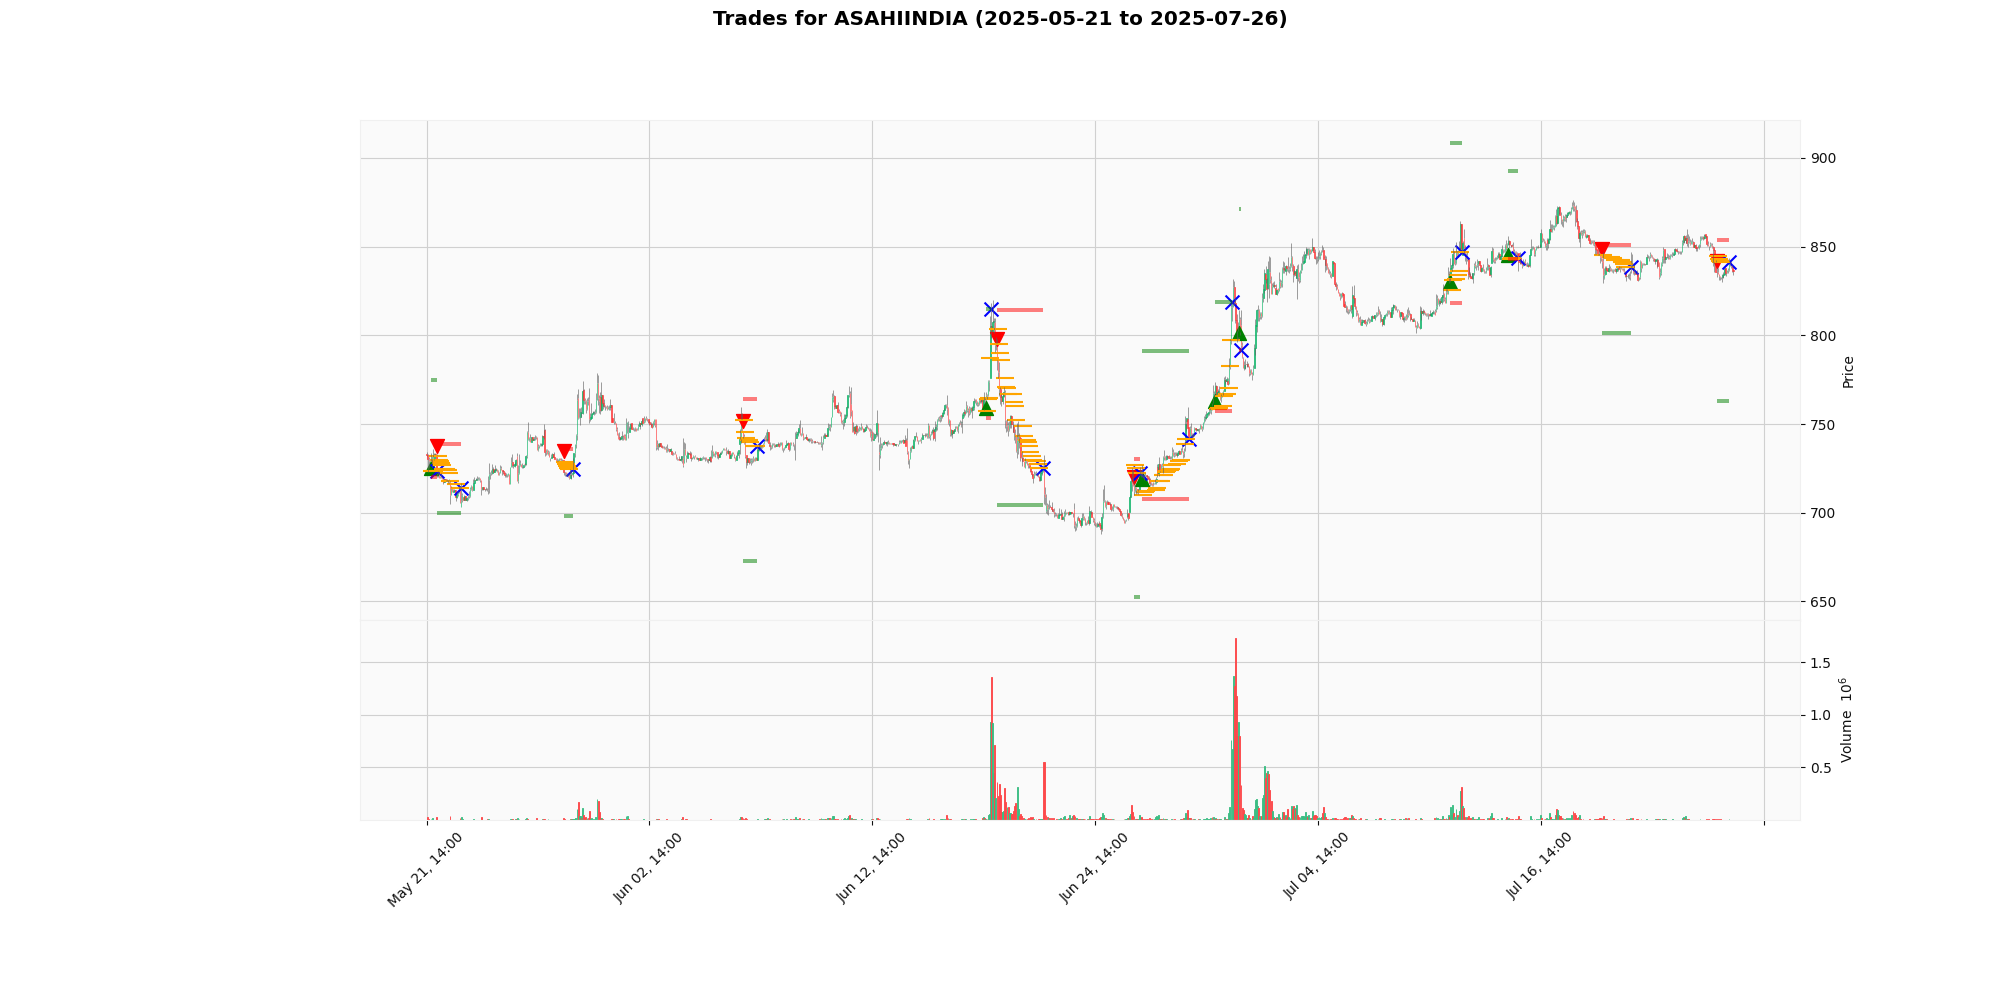 Trades for ASAHIINDIA (2025-05-21 to 2025-07-26)
900
850
800
750
700
650
Price
1.5
1.0
0.5
Volume 10⁶
May 21, 14:00
Jun 02, 14:00
Jun 12, 14:00
Jun 24, 14:00
Jul 04, 14:00
Jul 16, 14:00